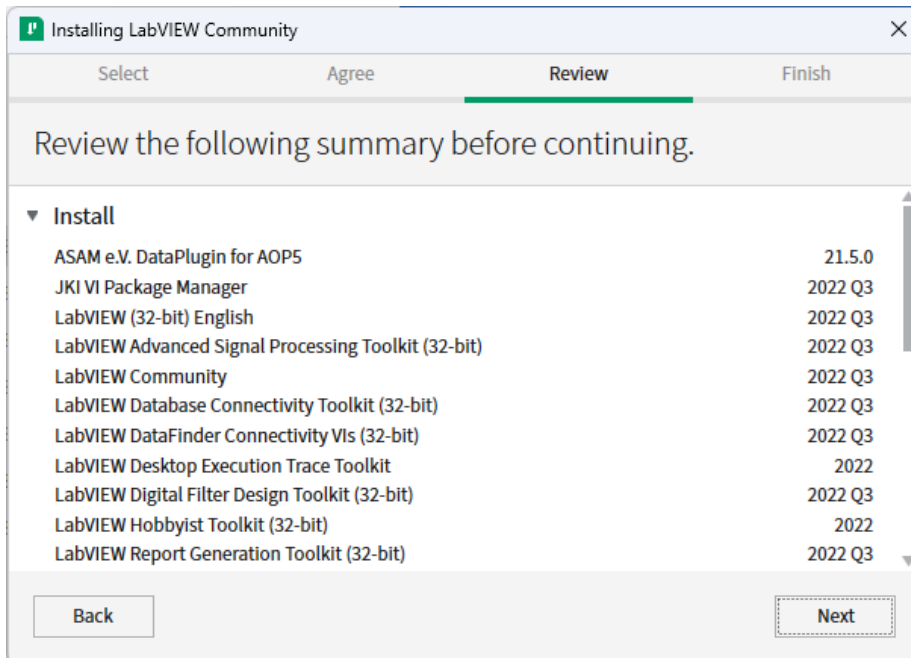 Installing LabVIEW Community
Select Agree Review Finish
Review the following summary before continuing.
Install
ASAM e.V. DataPlugin for AOP5 21.5.0
JKI VI Package Manager 2022 Q3
LabVIEW (32-bit) English 2022 Q3
LabVIEW Advanced Signal Processing Toolkit (32-bit) 2022 Q3
LabVIEW Community 2022 Q3
LabVIEW Database Connectivity Toolkit (32-bit) 2022 Q3
LabVIEW DataFinder Connectivity VIs (32-bit) 2022 Q3
LabVIEW Desktop Execution Trace Toolkit 2022
LabVIEW Digital Filter Design Toolkit (32-bit) 2022 Q3
LabVIEW Hobbyist Toolkit (32-bit) 2022
LabVIEW Report Generation Toolkit (32-bit) 2022 Q3
Back Next